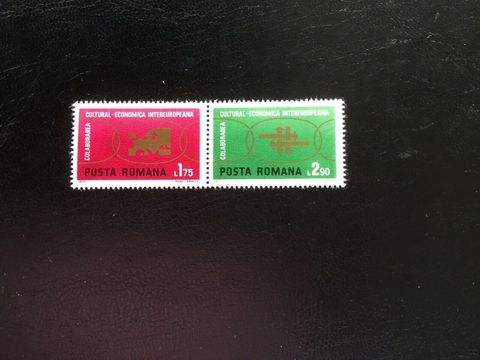 COLABORAREA
CULTURAL-ECONOMICA INTEREUROPEANA
POSTA ROMANA L1,75
COLABORAREA
CULTURAL-ECONOMICA INTEREUROPEANA
POSTA ROMANA L2,90